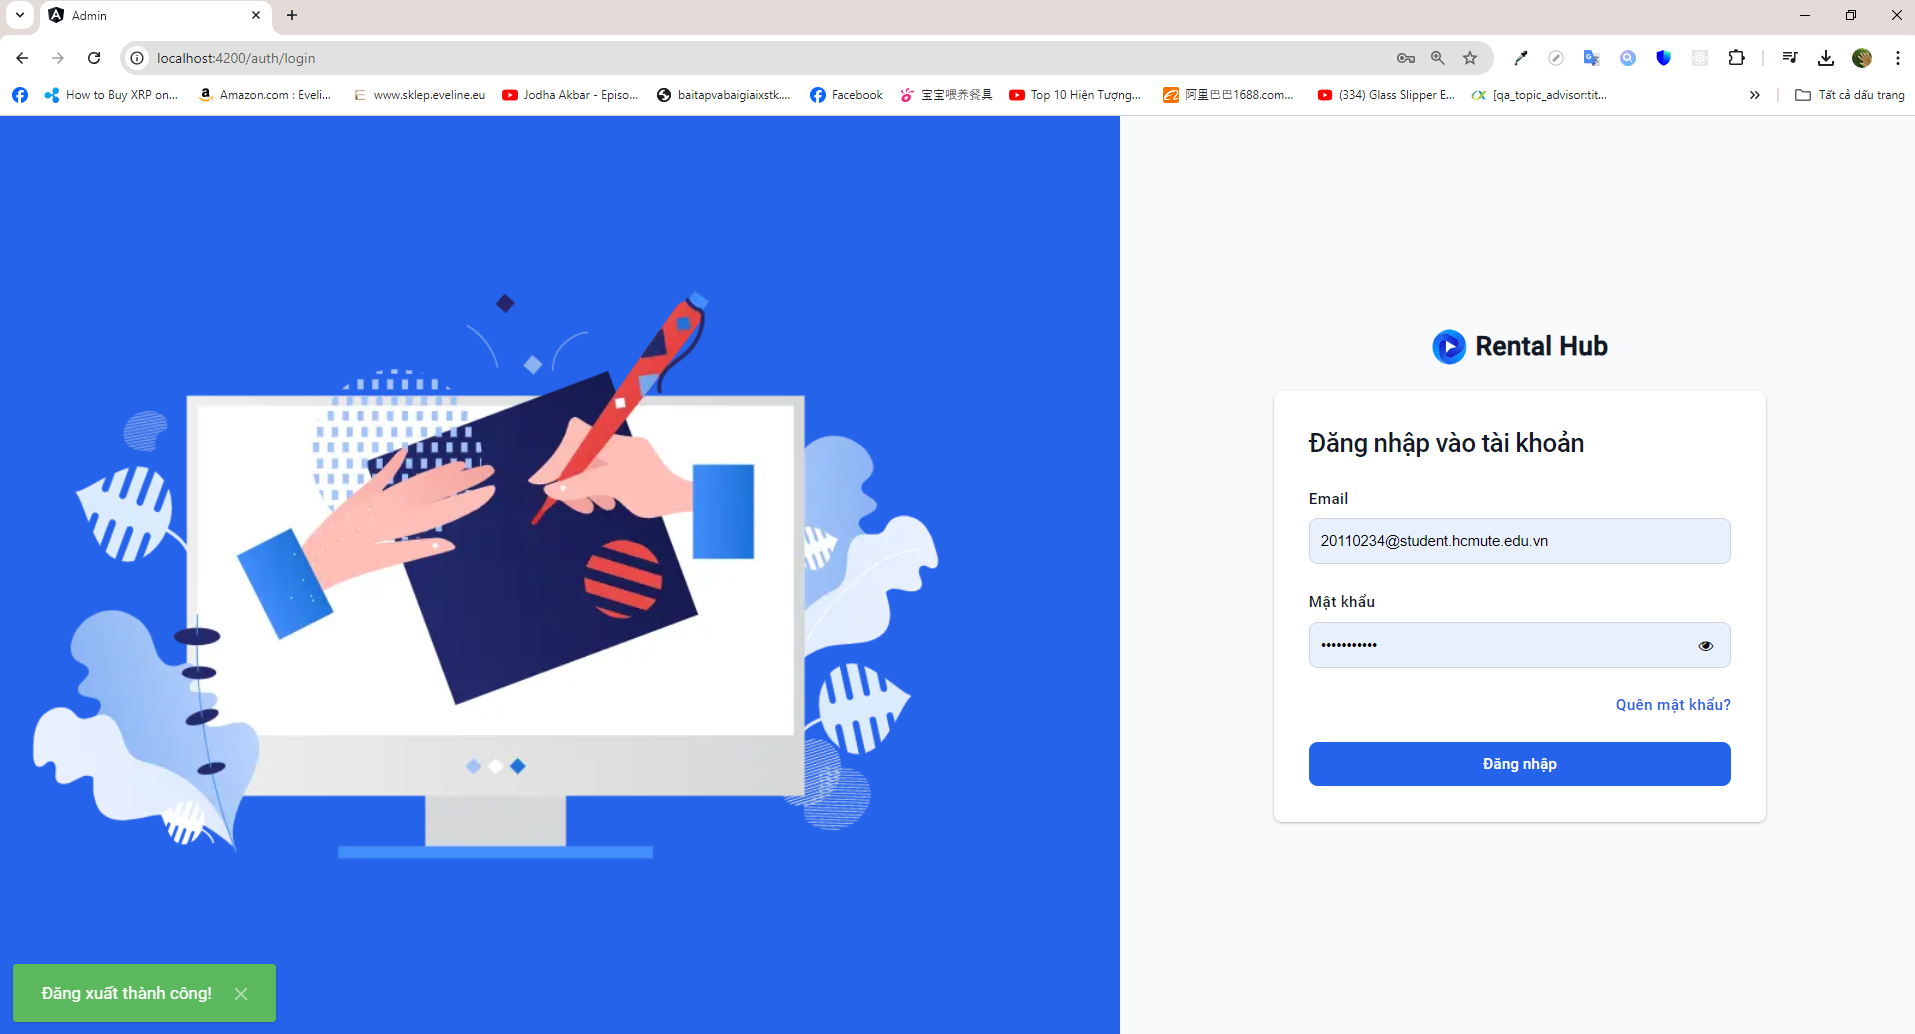 Admin
localhost:4200/auth/login
How to Buy XRP on...
Amazon.com : Eveli...
www.sklep.eveline.eu
Jodha Akbar - Episo...
baitapvabaigiaixstk....
Facebook
宝宝喂养餐具
Top 10 Hiện Tượng...
阿里巴巴1688.com...
(334) Glass Slipper E...
[qa_topic_advisor:tit...
Tất cả dấu trang
Rental Hub
Đăng nhập vào tài khoản
Email
20110234@student.hcmute.edu.vn
Mật khẩu
Quên mật khẩu?
Đăng nhập
Đăng xuất thành công!